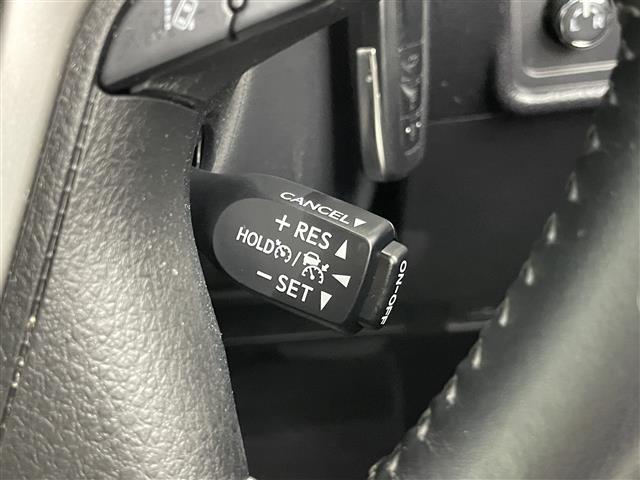 CANCEL
+ RES
HOLD /
- SET
ON-OFF
L R